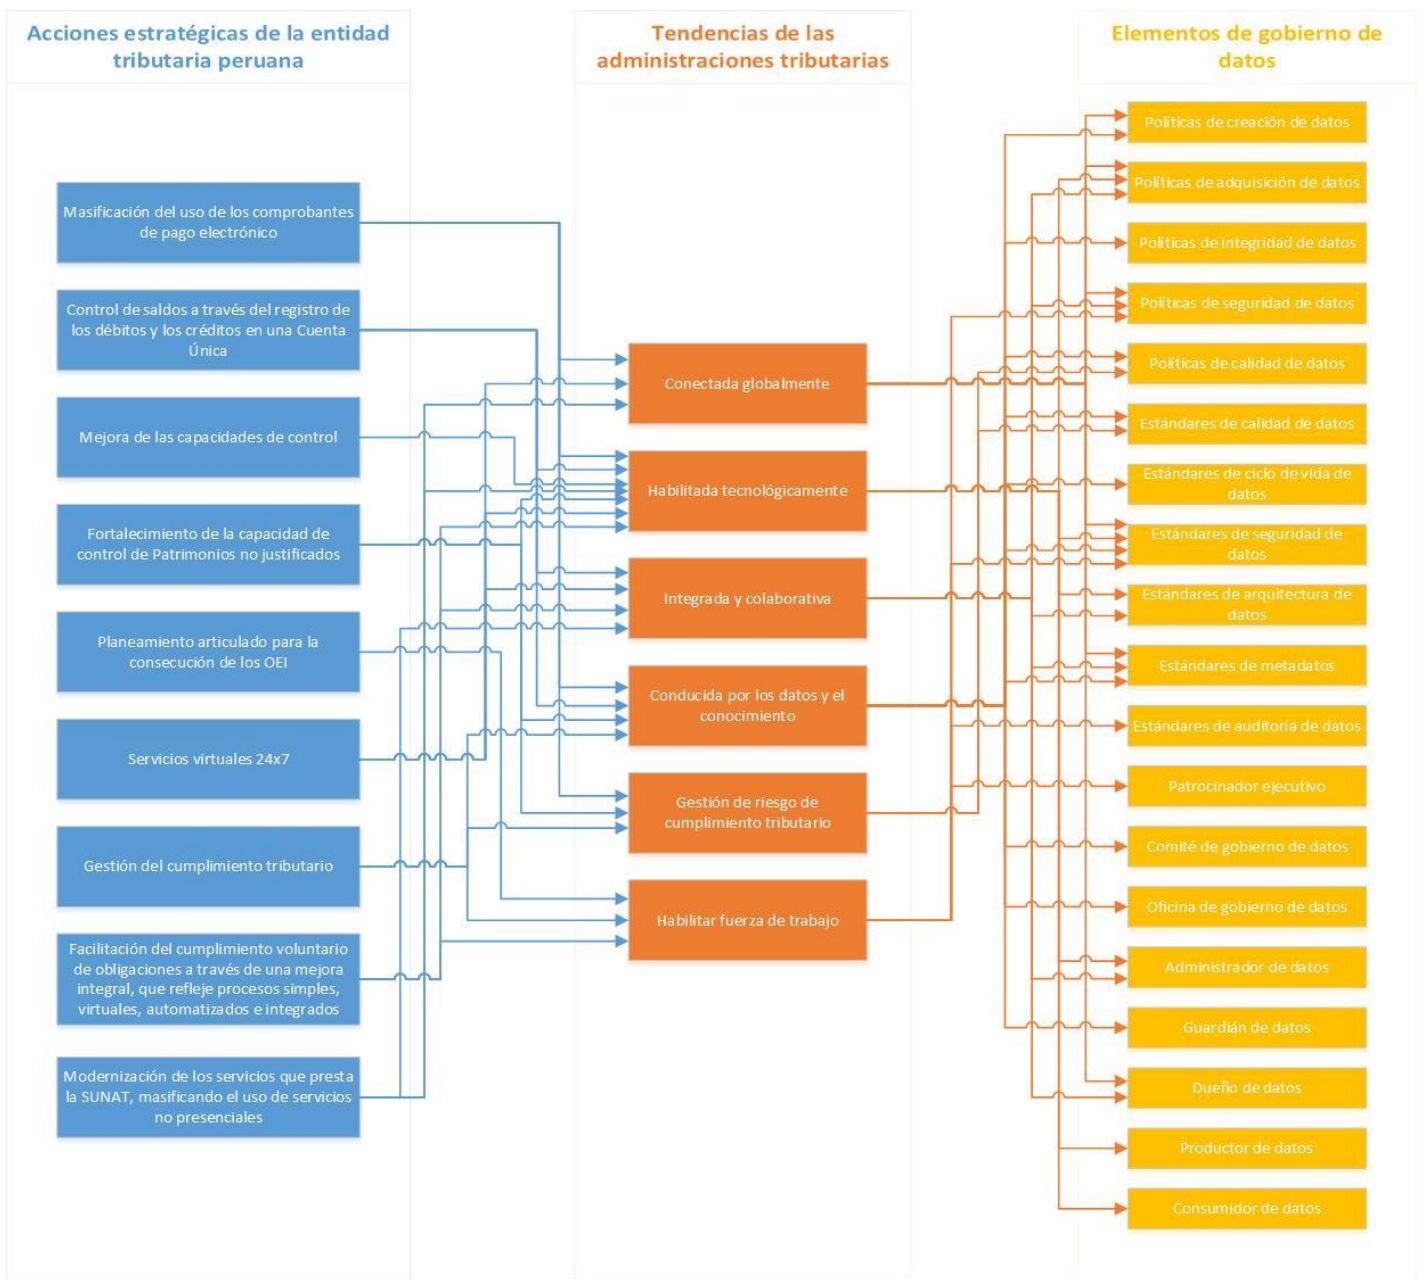 Acciones estratégicas de la entidad
tributaria peruana
Masificación del uso de los comprobantes
de pago electrónico
Control de saldos a través del registro de
los débitos y los créditos en una Cuenta
Única
Mejora de las capacidades de control
Fortalecimiento de la capacidad de
control de Patrimonios no justificados
Planeamiento articulado para la
consecución de los OEI
Servicios virtuales 24x7
Gestión del cumplimiento tributario
Facilitación del cumplimiento voluntario
de obligaciones a través de una mejora
integral, que refleje procesos simples,
virtuales, automatizados e integrados
Modernización de los servicios que presta
la SUNAT, masificando el uso de servicios
no presenciales
Tendencias de las
administraciones tributarias
Conectada globalmente
Habilitada tecnológicamente
Integrada y colaborativa
Conducida por los datos y el
conocimiento
Gestión de riesgo de
cumplimiento tributario
Habilitar fuerza de trabajo
Elementos de gobierno de
datos
Políticas de creación de datos
Políticas de adquisición de datos
Políticas de integridad de datos
Políticas de seguridad de datos
Políticas de calidad de datos
Estándares de calidad de datos
Estándares de ciclo de vida de
datos
Estándares de seguridad de
datos
Estándares de arquitectura de
datos
Estándares de metadatos
Estándares de auditoría de datos
Patrocinador ejecutivo
Comité de gobierno de datos
Oficina de gobierno de datos
Administrador de datos
Guardián de datos
Dueño de datos
Productor de datos
Consumidor de datos